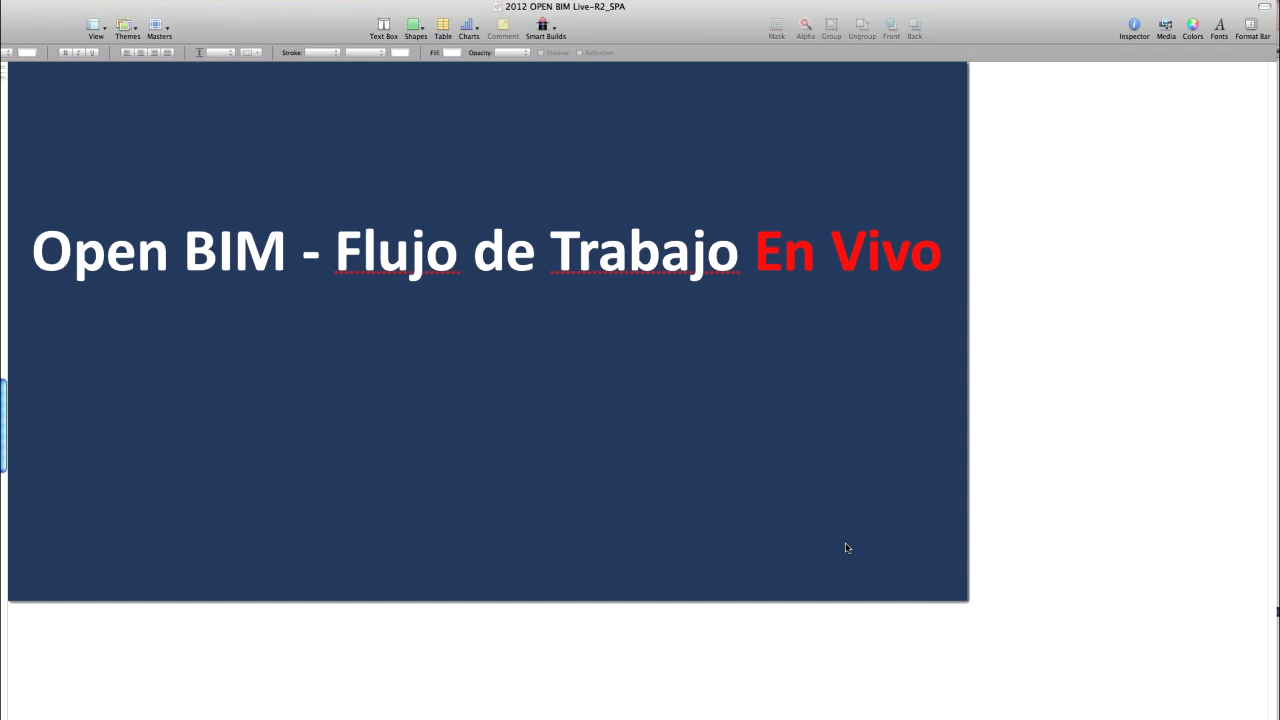 2012 OPEN BIM Live-R2_SPA
View Themes Masters Text Box Shapes Table Charts Comment Smart Builds Mask Alpha Group Ungroup Front Back Inspector Media Colors Fonts Format Bar
B I U Stroke: Fill: Opacity: Shadow Reflection
Open BIM - Flujo de Trabajo En Vivo